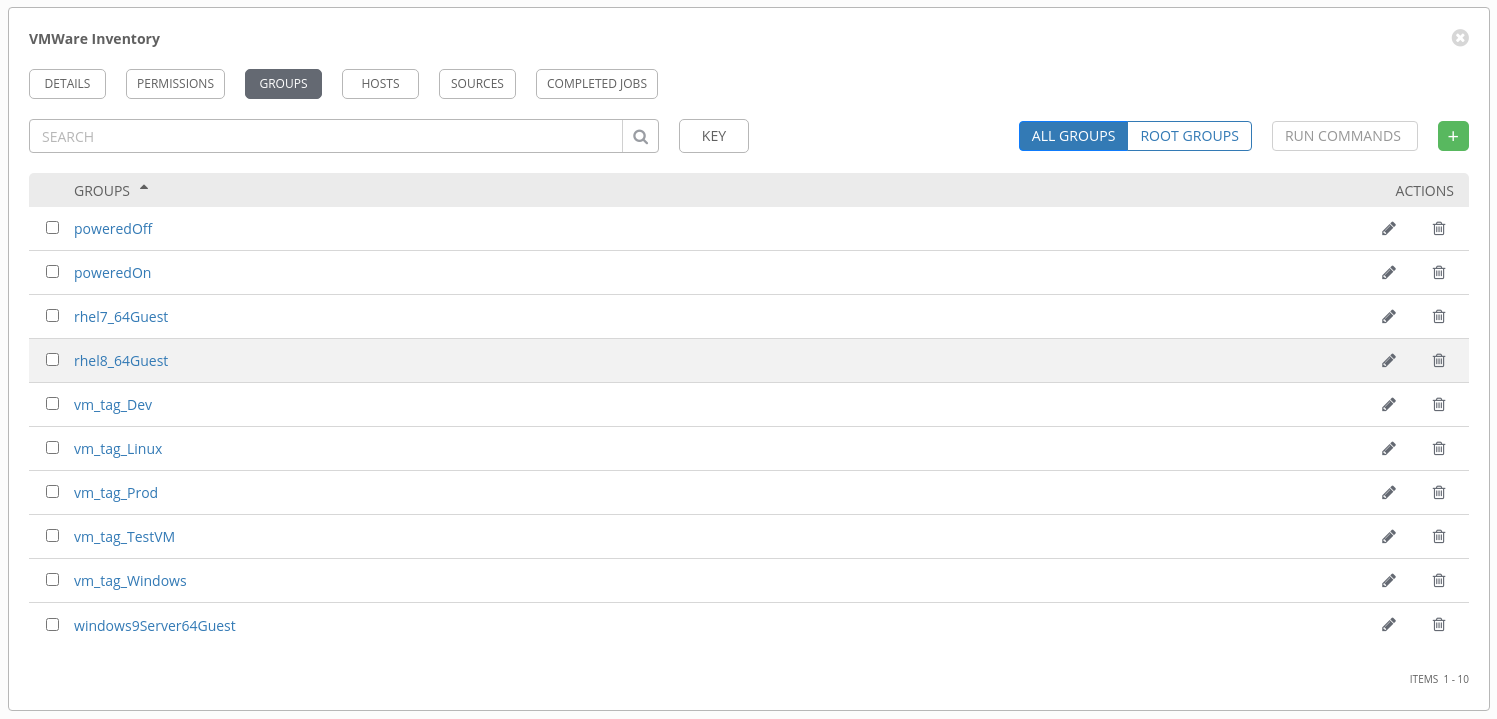 VMWare Inventory
DETAILS PERMISSIONS GROUPS HOSTS SOURCES COMPLETED JOBS
SEARCH KEY ALL GROUPS ROOT GROUPS RUN COMMANDS +
GROUPS ACTIONS
poweredOff
poweredOn
rhel7_64Guest
rhel8_64Guest
vm_tag_Dev
vm_tag_Linux
vm_tag_Prod
vm_tag_TestVM
vm_tag_Windows
windows9Server64Guest
ITEMS 1 - 10